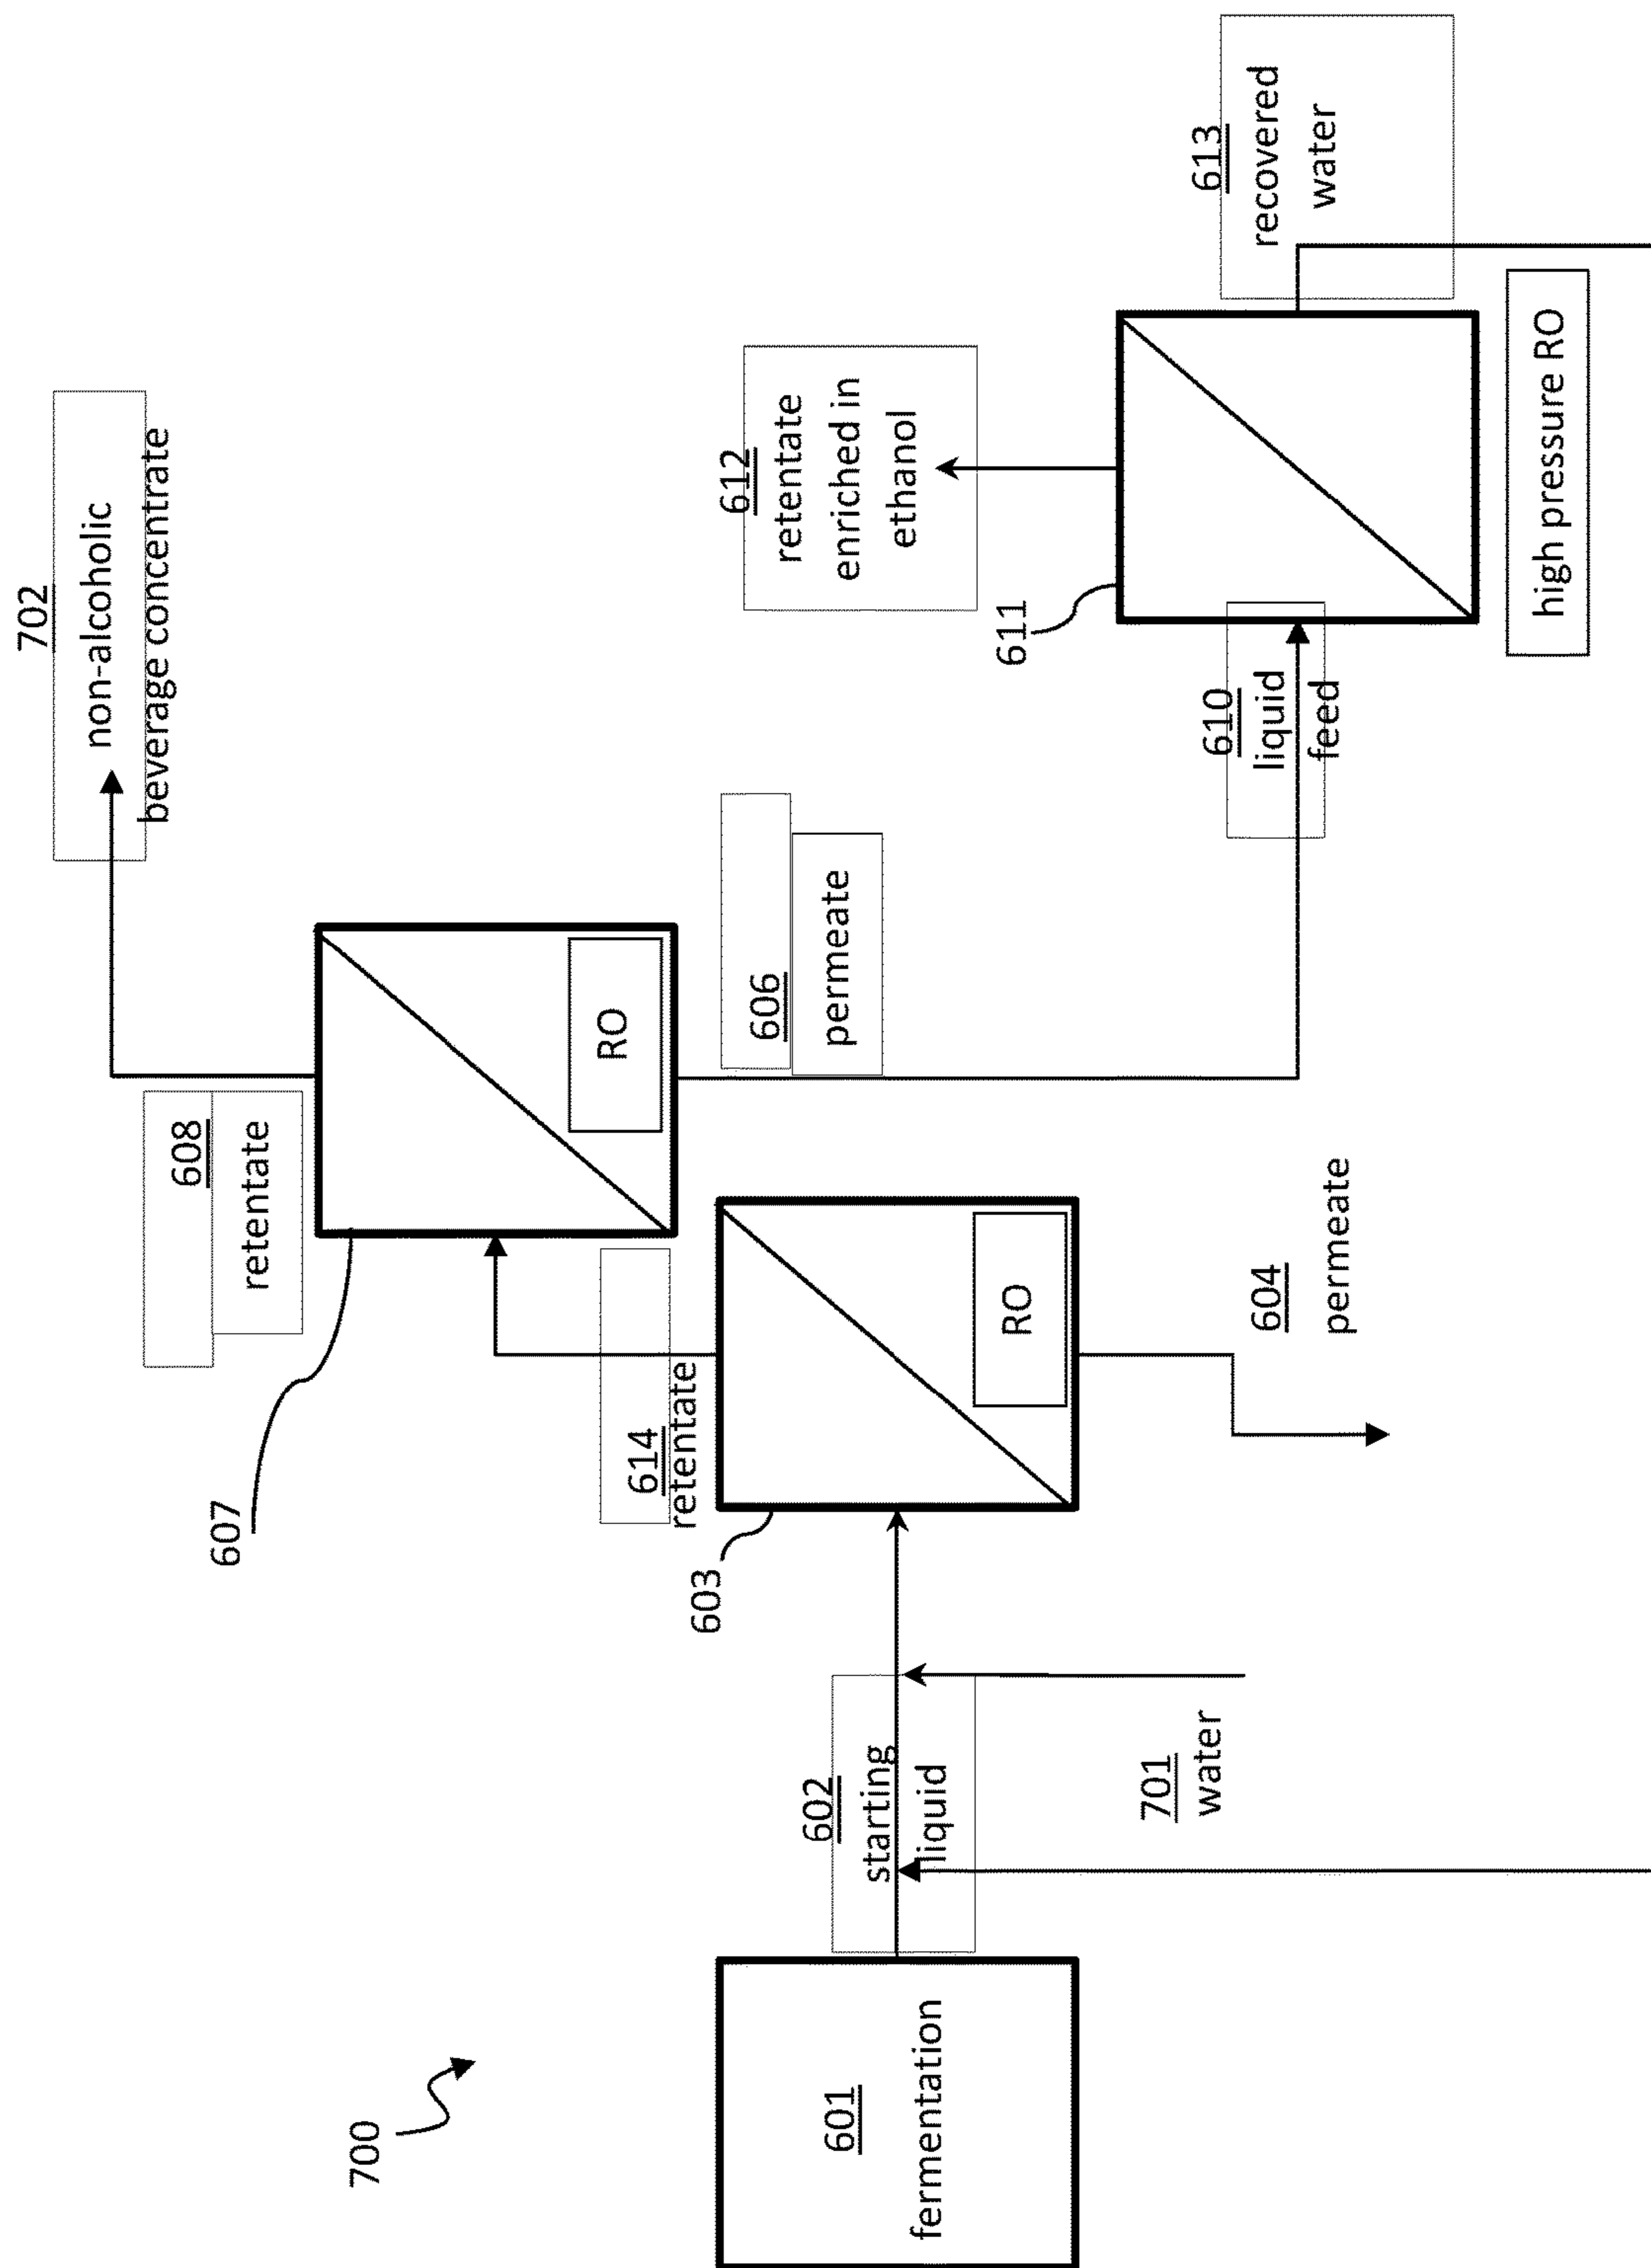 700
601
fermentation
602
starting
liquid
701
water
603
RO
604
permeate
614
retentate
607
RO
608
retentate
702
non-alcoholic
beverage concentrate
606
permeate
610
liquid
feed
611
612
retentate
enriched in
ethanol
613
recovered
water
high pressure RO